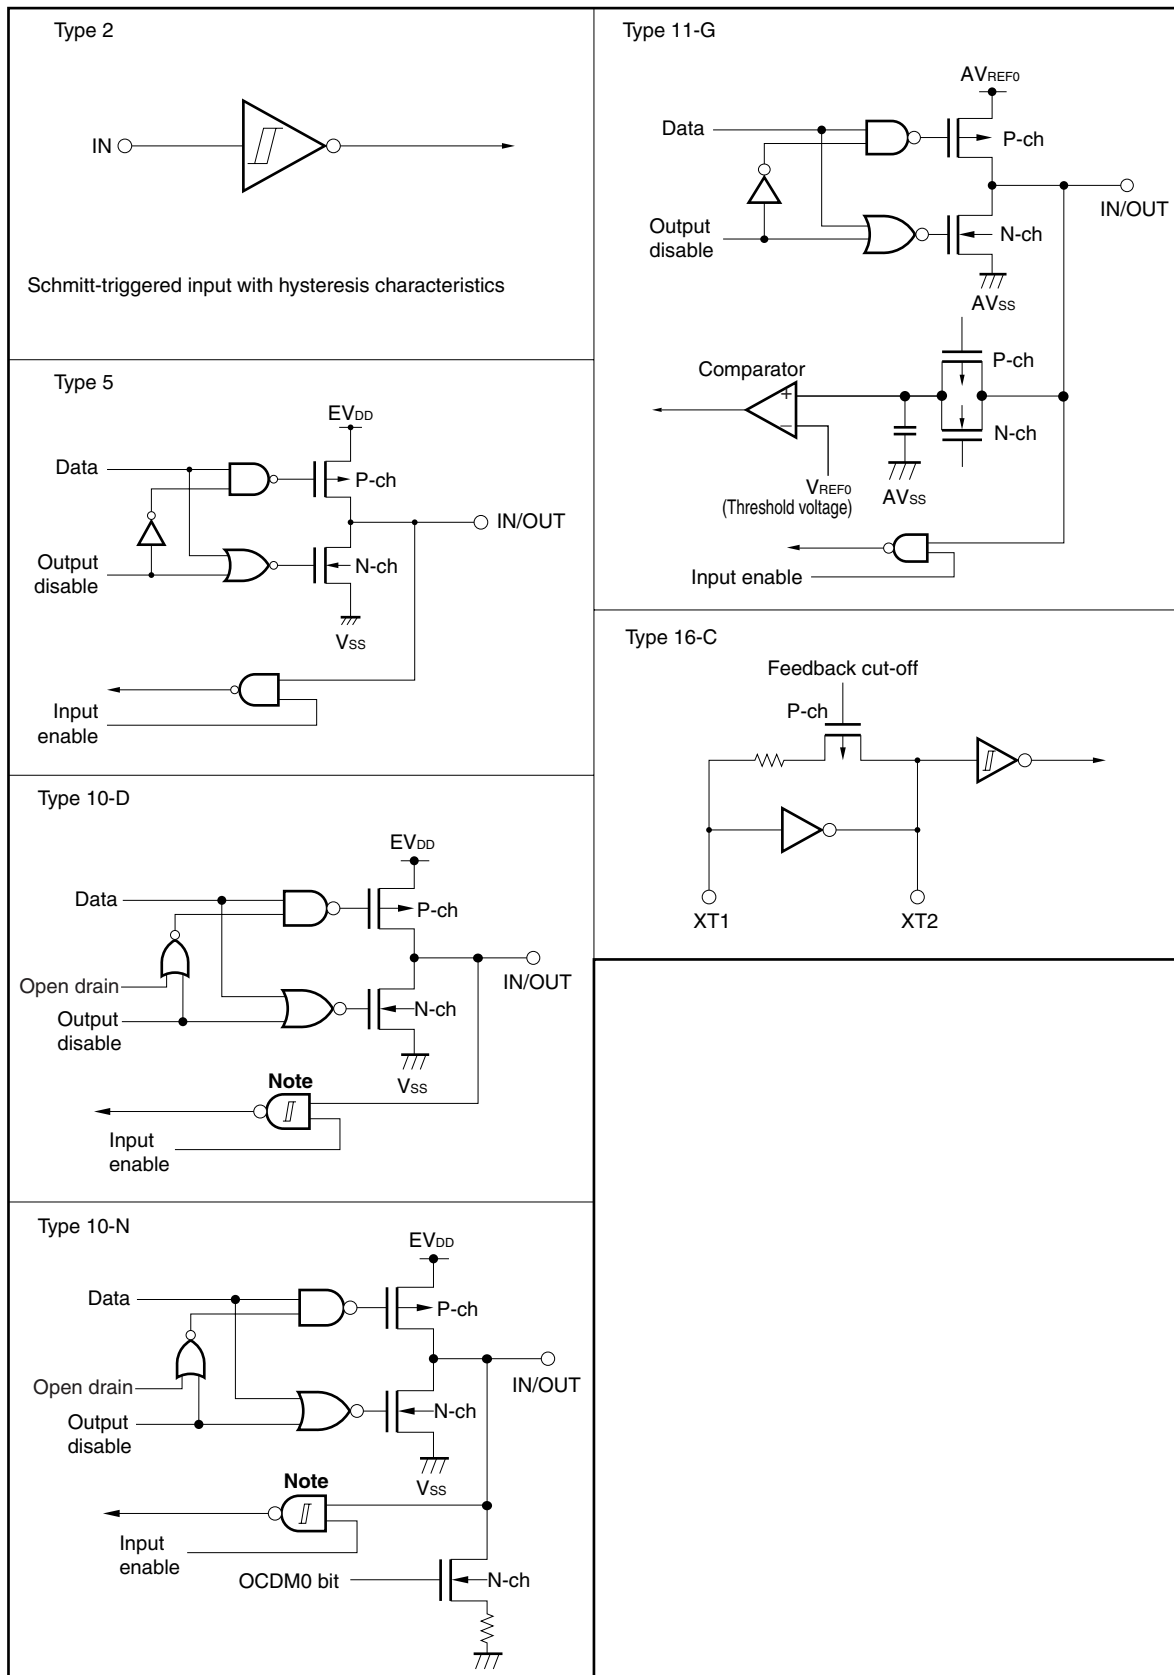 Type 2
IN
Schmitt-triggered input with hysteresis characteristics
Type 5
EVDD
Data
P-ch
IN/OUT
Output
disable
N-ch
VSS
Input
enable
Type 10-D
EVDD
Data
P-ch
Open drain
IN/OUT
Output
disable
N-ch
VSS
Note
Input
enable
Type 10-N
EVDD
Data
P-ch
Open drain
IN/OUT
Output
disable
N-ch
VSS
Note
Input
enable
OCDM0 bit
N-ch
Type 11-G
AVREF0
Data
P-ch
IN/OUT
Output
disable
N-ch
AVSS
P-ch
Comparator
+
–
N-ch
VREF0
(Threshold voltage)
AVSS
Input enable
Type 16-C
Feedback cut-off
P-ch
XT1
XT2